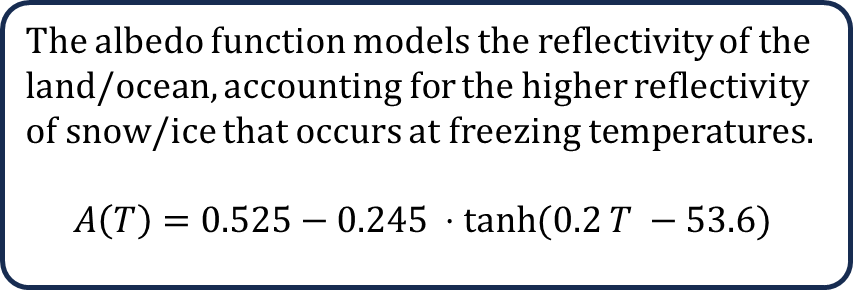 The albedo function models the reflectivity of the
land/ocean, accounting for the higher reflectivity
of snow/ice that occurs at freezing temperatures.
A(T) = 0.525 − 0.245 · tanh(0.2 T − 53.6)